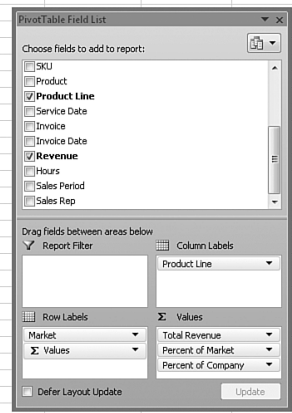 PivotTable Field List
Choose fields to add to report:
SKU
Product
Product Line
Service Date
Invoice
Invoice Date
Revenue
Hours
Sales Period
Sales Rep
Drag fields between areas below
Report Filter
Column Labels
Product Line
Row Labels
Σ Values
Market
Σ Values
Total Revenue
Percent of Market
Percent of Company
Defer Layout Update
Update